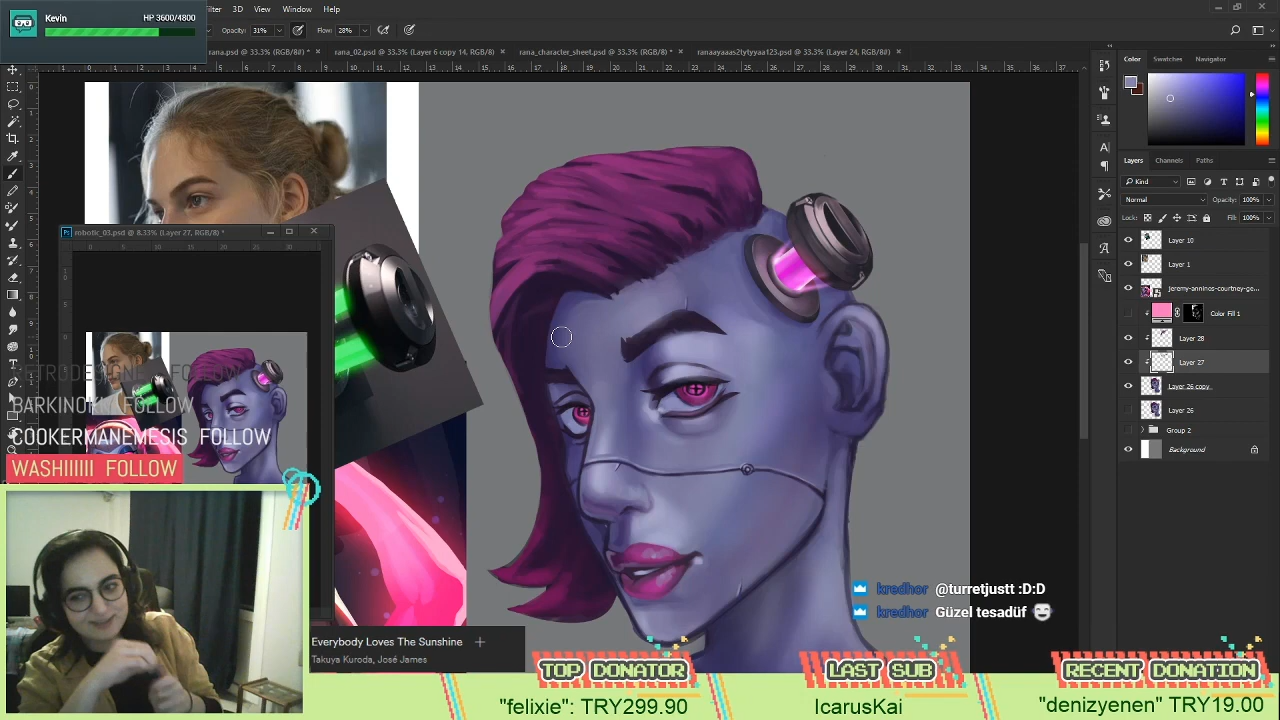 Kevin
HP 3600/4800
3D View Window Help
Opacity: 31% Flow: 28%
rana.psd @ 33.3% (RGB/8#) *
rana_02.psd @ 33.3% (Layer 6 copy 14, RGB/8)
rana_character_sheet.psd @ 33.3% (RGB/8#) *
ranaayaaas2tytyyaa123.psd @ 33.3% (Layer 24, RGB/8#)
Color Swatches Navigator
Layers Channels Paths
Kind
Normal Opacity: 100%
Lock: Fill: 100%
Layer 10
Layer 1
jeremy-anninos-courtney-ge...
Color Fill 1
Layer 28
Layer 27
Layer 26 copy
Layer 26
Group 2
Background
robotic_03.psd @ 8.33% (Layer 27, RGB/8) *
RETRODESIGNER FOLLOW
COOKERMANEMESIS FOLLOW
WASHIIIIII FOLLOW
kredhor @turretjustt :D:D
kredhor Güzel tesadüf
Everybody Loves The Sunshine
Takuya Kuroda, José James
TOP DONATOR
"felixie": TRY299.90
LAST SUB
IcarusKai
RECENT DONATION
"denizyenen" TRY19.00